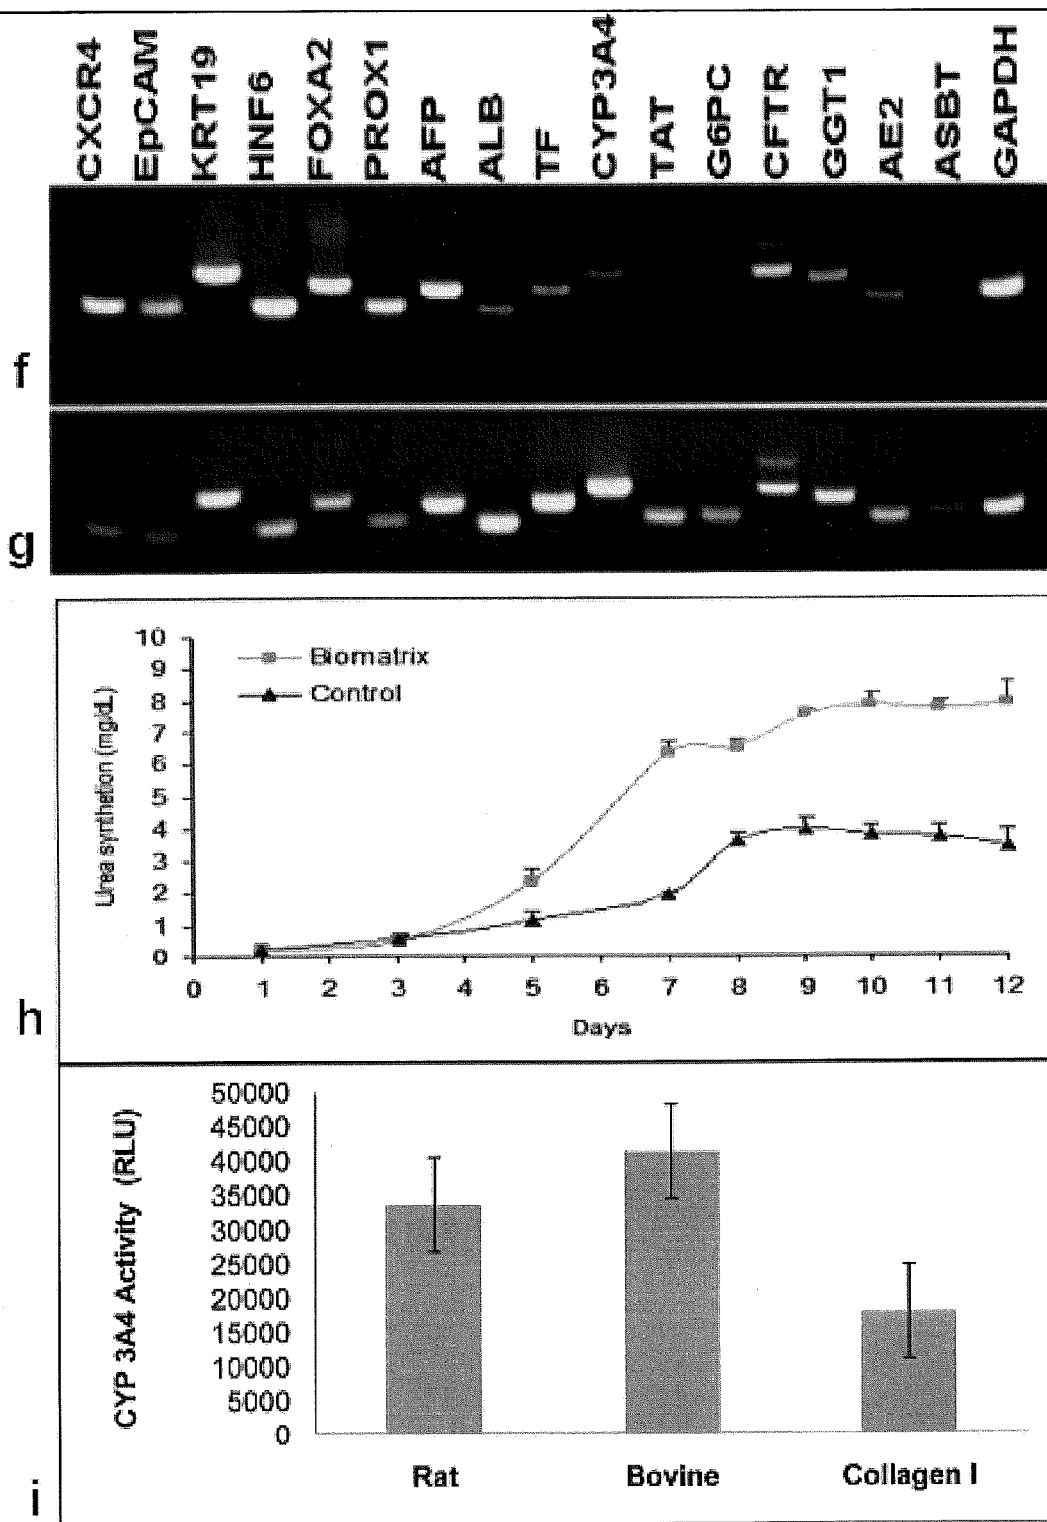 CXCR4
EpCAM
KRT19
HNF6
FOXA2
PROX1
AFP
ALB
TF
CYP3A4
TAT
G6PC
CFTR
GGT1
AE2
ASBT
GAPDH
f
g
h
Biomatrix
Control
Urea synthetion (mg/dL)
10
9
8
7
6
5
4
3
2
1
0
0 1 2 3 4 5 6 7 8 9 10 11 12
Days
i
CYP 3A4 Activity (RLU)
50000
45000
40000
35000
30000
25000
20000
15000
10000
5000
0
Rat Bovine Collagen I